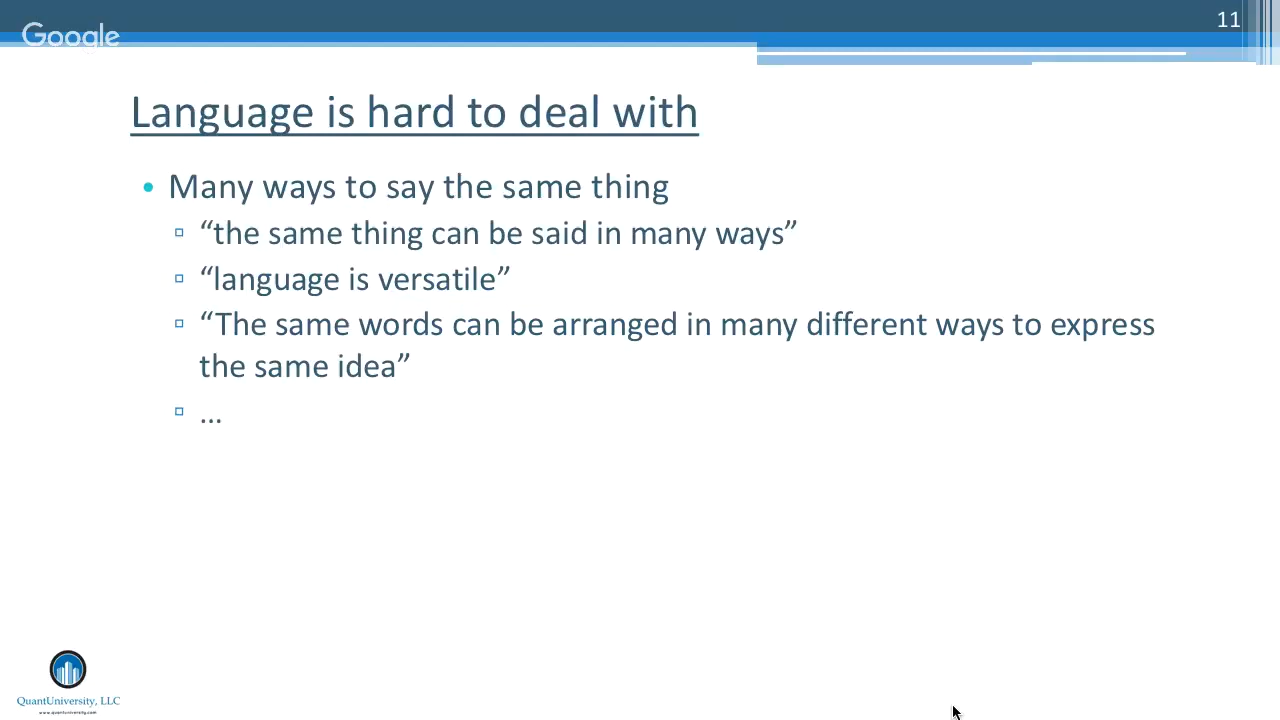 Google
11
Language is hard to deal with
• Many ways to say the same thing
▫ “the same thing can be said in many ways”
▫ “language is versatile”
▫ “The same words can be arranged in many different ways to express
the same idea”
▫ …
QuantUniversity, LLC
www.quantuniversity.com